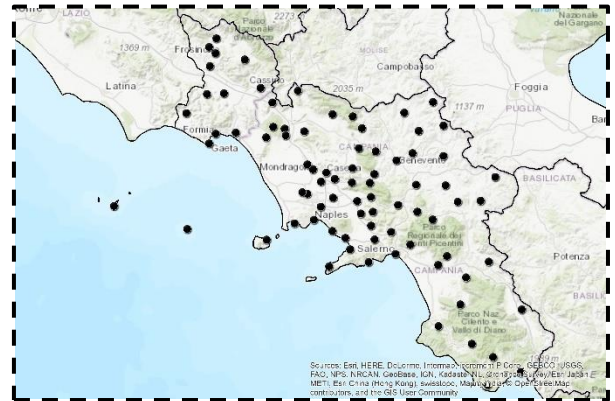 LAZIO
2273 m
Parco
Nazionale
d'Abruzzo
Nazionale
del Gargano
1369 m
Frosinone
MOLISE
Latina
Cassino
Campobasso
2035 m
Foggia
1137 m
PUGLIA
Formia
Gaeta
CAMPANIA
Mondragone
Caserta
Benevento
BASILICATA
Naples
Parco
Regionale dei
Monti Picentini
Salerno
CAMPANIA
Potenza
Parco Naz.
Cilento e
Vallo di Diano
Sources: Esri, HERE, DeLorme, Intermap, increment P Corp., GEBCO, USGS,
FAO, NPS, NRCAN, GeoBase, IGN, Kadaster NL, Ordnance Survey, Esri Japan,
METI, Esri China (Hong Kong), swisstopo, MapmyIndia, © OpenStreetMap
contributors, and the GIS User Community